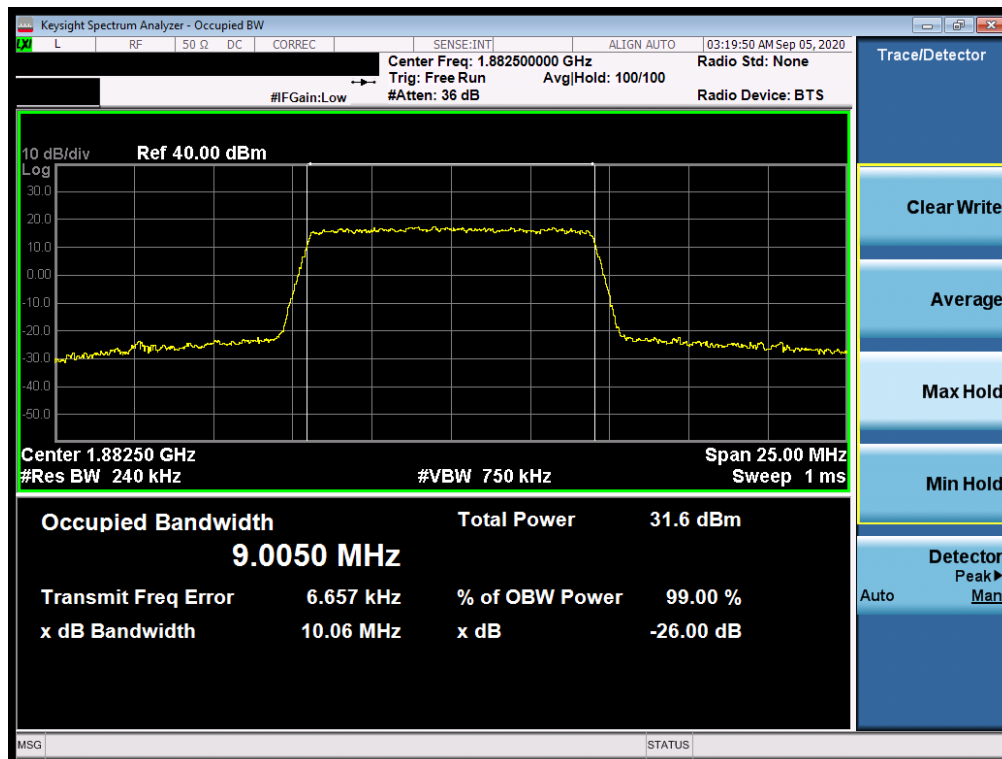 Keysight Spectrum Analyzer - Occupied BW
LXI L RF 50 Ω DC CORREC SENSE:INT ALIGN AUTO 03:19:50 AM Sep 05, 2020
Center Freq: 1.882500000 GHz Radio Std: None
Trig: Free Run Avg|Hold: 100/100
#IFGain:Low #Atten: 36 dB Radio Device: BTS
10 dB/div Ref 40.00 dBm
Log
30.0
20.0
10.0
0.00
-10.0
-20.0
-30.0
-40.0
-50.0
Center 1.88250 GHz Span 25.00 MHz
#Res BW 240 kHz #VBW 750 kHz Sweep 1 ms
Occupied Bandwidth Total Power 31.6 dBm
9.0050 MHz
Transmit Freq Error 6.657 kHz % of OBW Power 99.00 %
x dB Bandwidth 10.06 MHz x dB -26.00 dB
MSG STATUS
Trace/Detector
Clear Write
Average
Max Hold
Min Hold
Detector
Peak▶
Auto Man